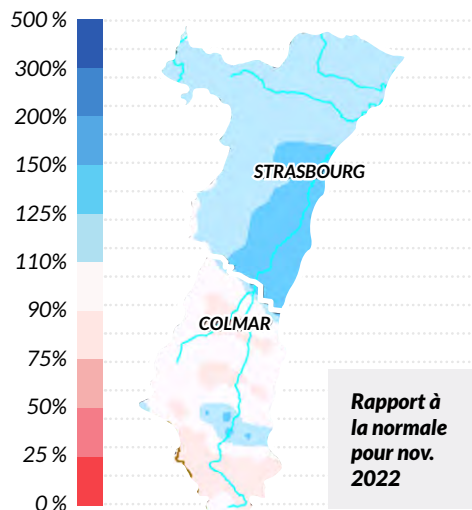 500 %
300%
200%
150%
125%
110%
90%
75%
50%
25 %
0 %
STRASBOURG
COLMAR
Rapport à
la normale
pour nov.
2022